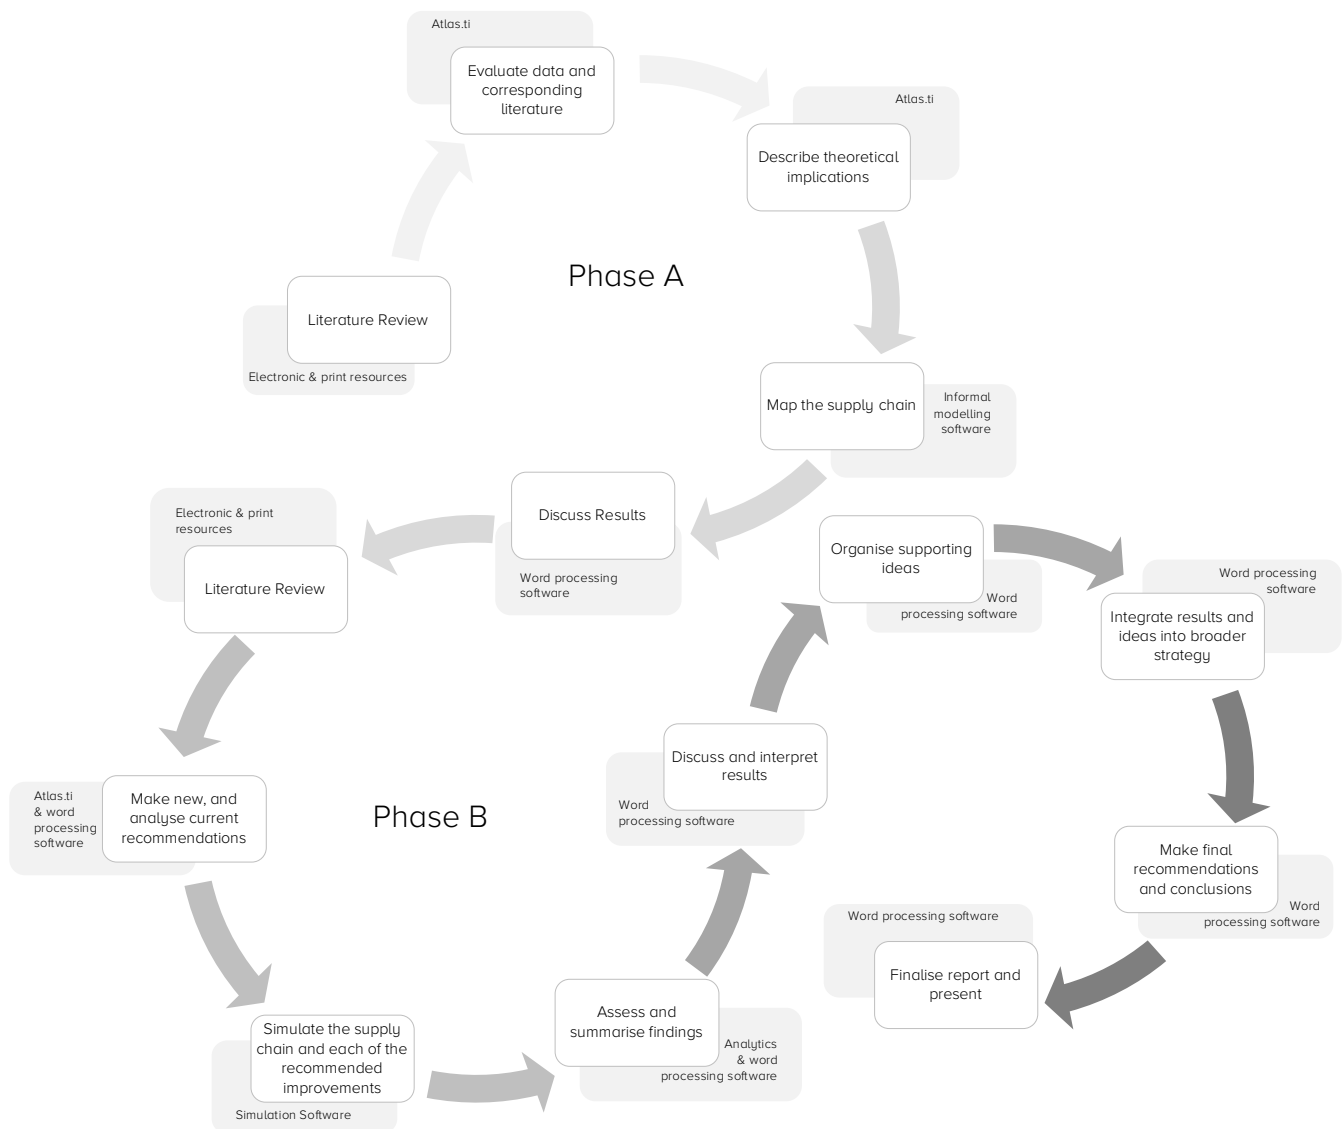 Atlas.ti
Evaluate data and
corresponding
literature
Atlas.ti
Describe theoretical
implications
Phase A
Literature Review
Electronic & print resources
Map the supply chain
Informal
modelling
software
Discuss Results
Word processing
software
Electronic & print
resources
Literature Review
Organise supporting
ideas
Word
processing software
Word processing
software
Integrate results and
ideas into broader
strategy
Discuss and interpret
results
Word
processing software
Atlas.ti
& word
processing
software
Make new, and
analyse current
recommendations
Phase B
Make final
recommendations
and conclusions
Word
processing software
Word processing software
Finalise report and
present
Assess and
summarise findings
Analytics
& word
processing software
Simulate the supply
chain and each of the
recommended
improvements
Simulation Software